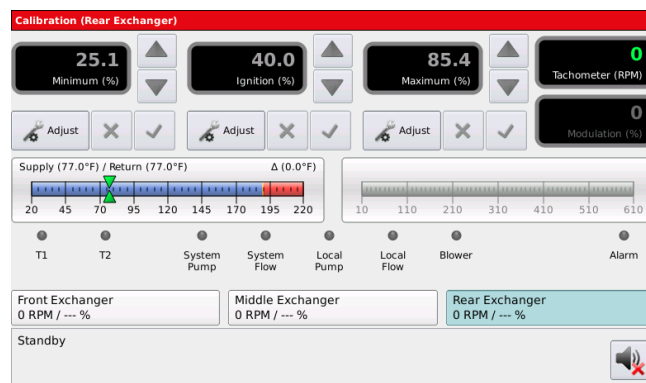 Calibration (Rear Exchanger)
25.1
Minimum (%)
40.0
Ignition (%)
85.4
Maximum (%)
0
Tachometer (RPM)
Adjust
Adjust
Adjust
0
Modulation (%)
Supply (77.0°F) / Return (77.0°F) Δ (0.0°F)
20 45 70 95 120 145 170 195 220
10 110 210 310 410 510 610
T1 T2 System Pump System Flow Local Pump Local Flow Blower Alarm
Front Exchanger
0 RPM / --- %
Middle Exchanger
0 RPM / --- %
Rear Exchanger
0 RPM / --- %
Standby